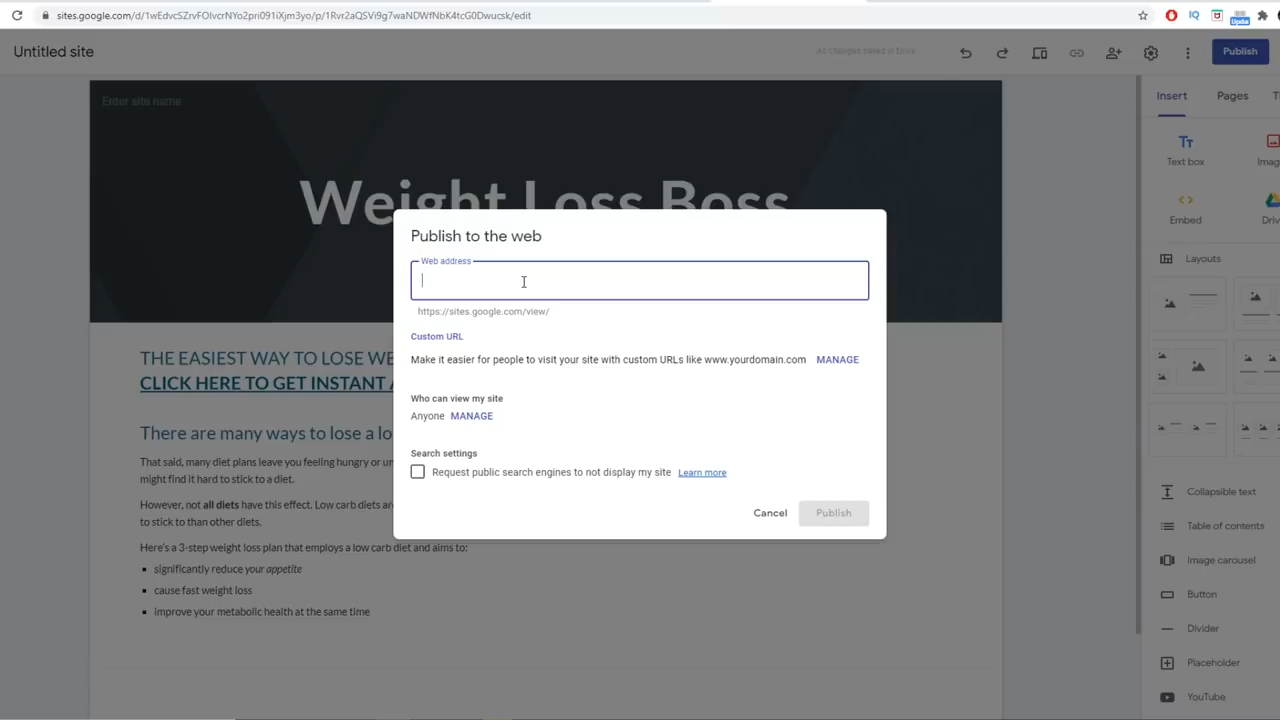 sites.google.com/d/1wEdvcSZrvFOIvcrNYo2pri091iXjm3yo/p/1Rvr2aQSVi9g7waNDWfNbK4tcG0Dwucsk/edit
IQ
Upda
Untitled site
All changes saved in Drive
Publish
Enter site name
Insert
Pages
Weight Loss Boss
Text box
Imag
Embed
Driv
Publish to the web
Web address
https://sites.google.com/view/
Custom URL
Make it easier for people to visit your site with custom URLs like www.yourdomain.com MANAGE
Who can view my site
Anyone MANAGE
Search settings
Request public search engines to not display my site Learn more
Cancel
Publish
Layouts
THE EASIEST WAY TO LOSE WE
CLICK HERE TO GET INSTANT
There are many ways to lose a lo
That said, many diet plans leave you feeling hungry or un
might find it hard to stick to a diet.
However, not all diets have this effect. Low carb diets are
to stick to than other diets.
Here's a 3-step weight loss plan that employs a low carb diet and aims to:
significantly reduce your appetite
cause fast weight loss
improve your metabolic health at the same time
Collapsible text
Table of contents
Image carousel
Button
Divider
Placeholder
YouTube